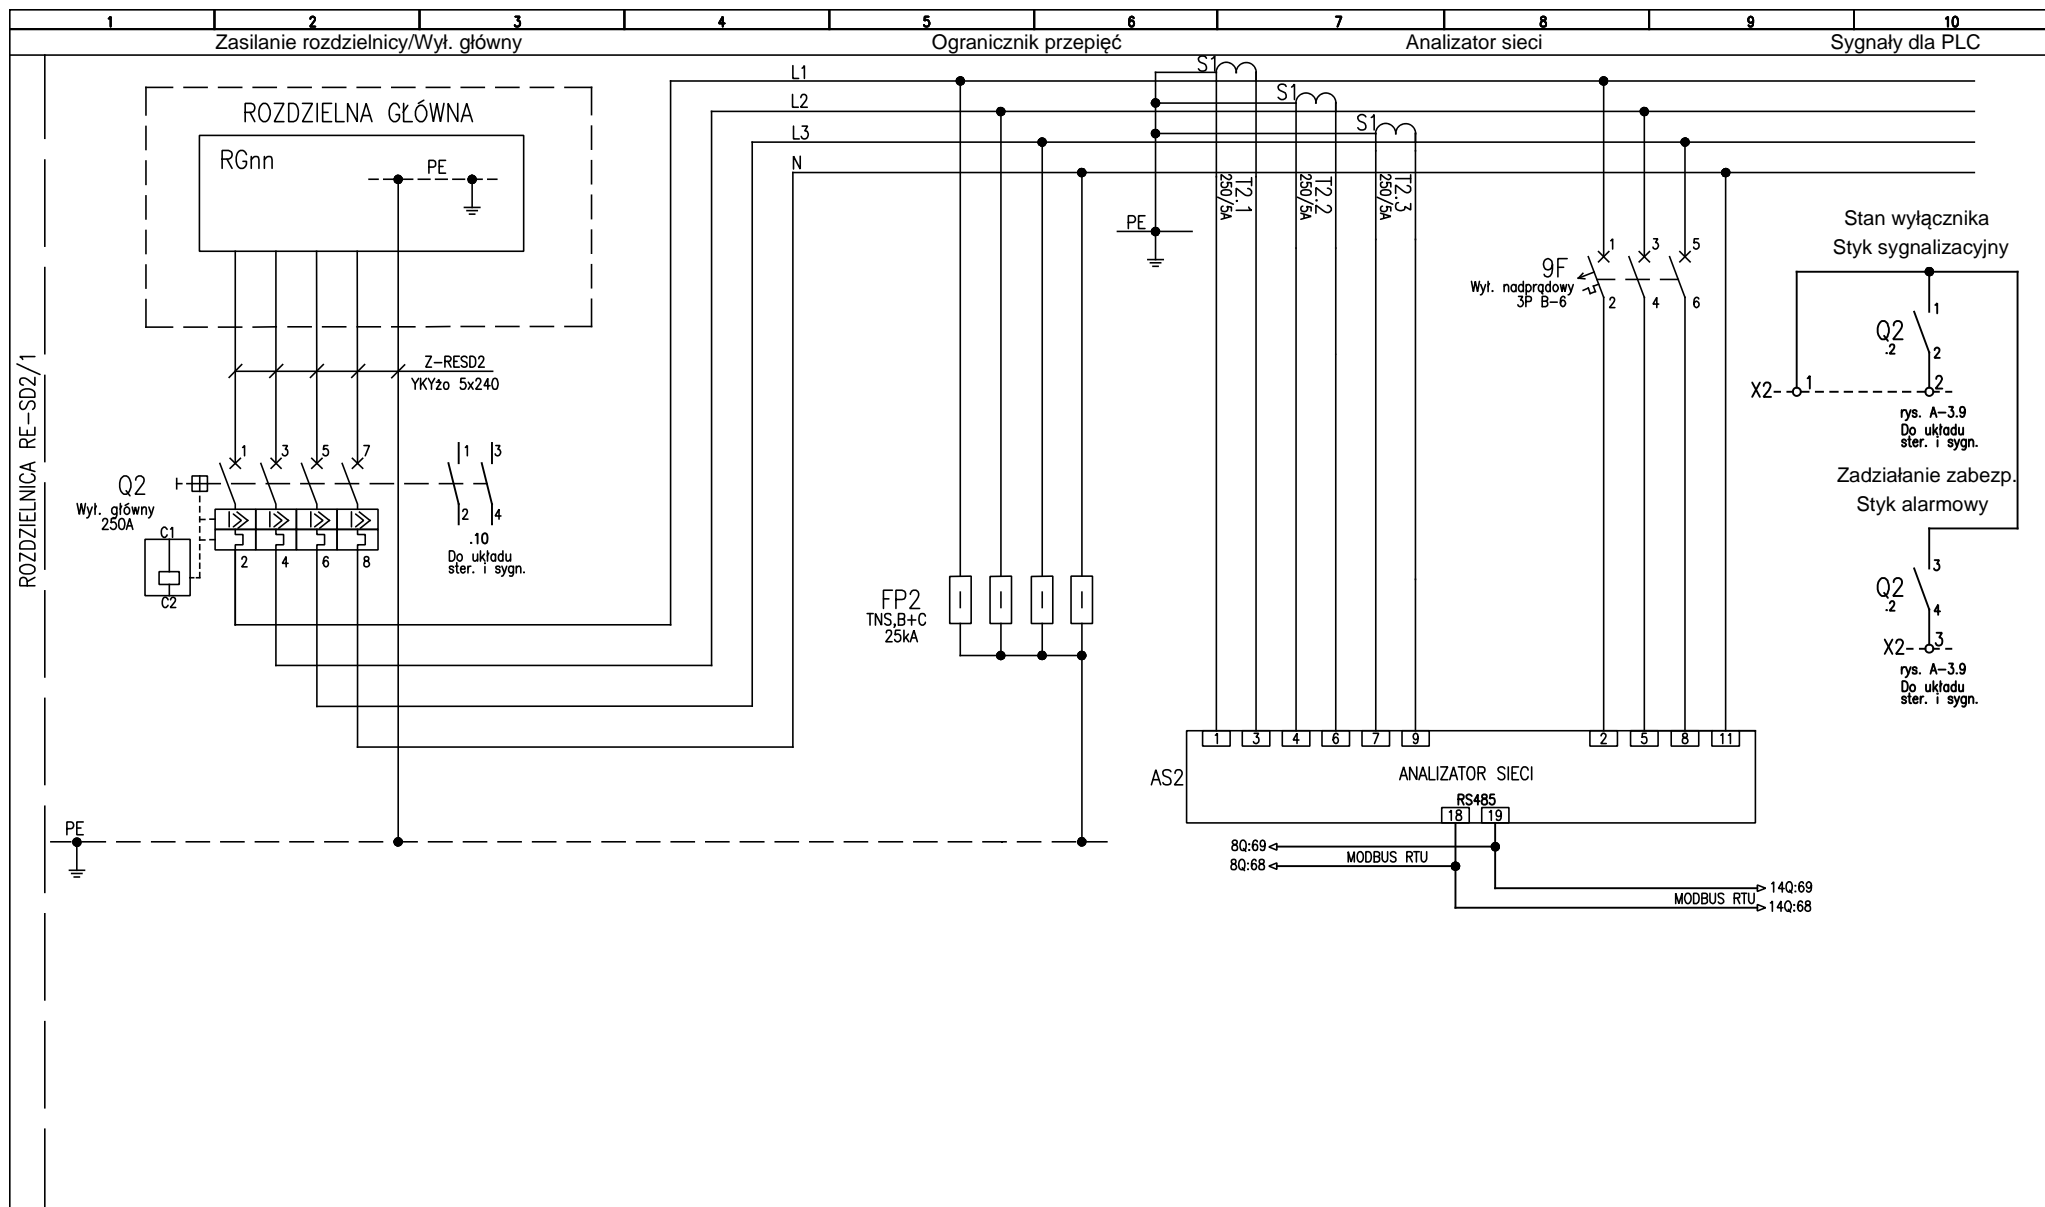 1 2 3 4 5 6 7 8 9 10
Zasilanie rozdzielnicy/Wył. główny
Ogranicznik przepięć
Analizator sieci
Sygnały dla PLC
ROZDZIELNICA RE-SD2/1
ROZDZIELNA GŁÓWNA
RGnn
PE
Z-RESD2
YKYżo 5x240
1 3 5 7
Q2
Wył. główny
250A
2 4 6 8
C1
C2
1 3
2 4
.10
Do układu
ster. i sygn.
PE
L1
L2
L3
N
FP2
TNS,B+C
25kA
S1
S1
S1
T2.1
250/5A
T2.2
250/5A
T2.3
250/5A
PE
9F
Wył. nadprądowy
3P B-6
1 3 5
2 4 6
1 3 4 6 7 9 2 5 8 11
AS2
ANALIZATOR SIECI
RS485
18 19
8Q:69
8Q:68
MODBUS RTU
14Q:69
MODBUS RTU
14Q:68
Stan wyłącznika
Styk sygnalizacyjny
1
Q2
.2
2
X2
1
2
rys. A-3.9
Do układu
ster. i sygn.
Zadziałanie zabezp.
Styk alarmowy
3
Q2
.2
4
X2
3
rys. A-3.9
Do układu
ster. i sygn.